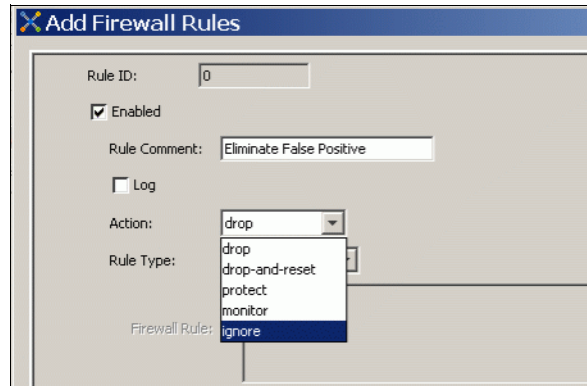 Add Firewall Rules
Rule ID: 0
Enabled
Rule Comment: Eliminate False Positive
Log
Action: drop
drop
drop-and-reset
Rule Type:
protect
monitor
Firewall Rule: ignore